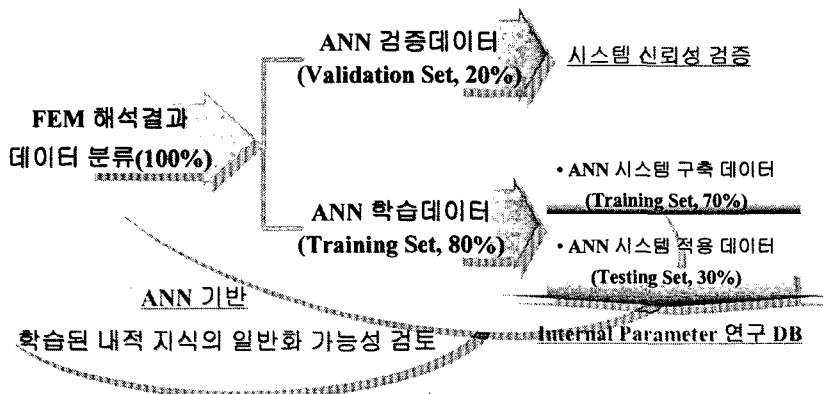 FEM 해석결과
데이터 분류(100%)
ANN 검증데이터
(Validation Set, 20%)
시스템 신뢰성 검증
ANN 학습데이터
(Training Set, 80%)
• ANN 시스템 구축 데이터
(Training Set, 70%)
• ANN 시스템 적용 데이터
(Testing Set, 30%)
Internal Parameter 연구 DB
ANN 기반
학습된 내적 지식의 일반화 가능성 검토